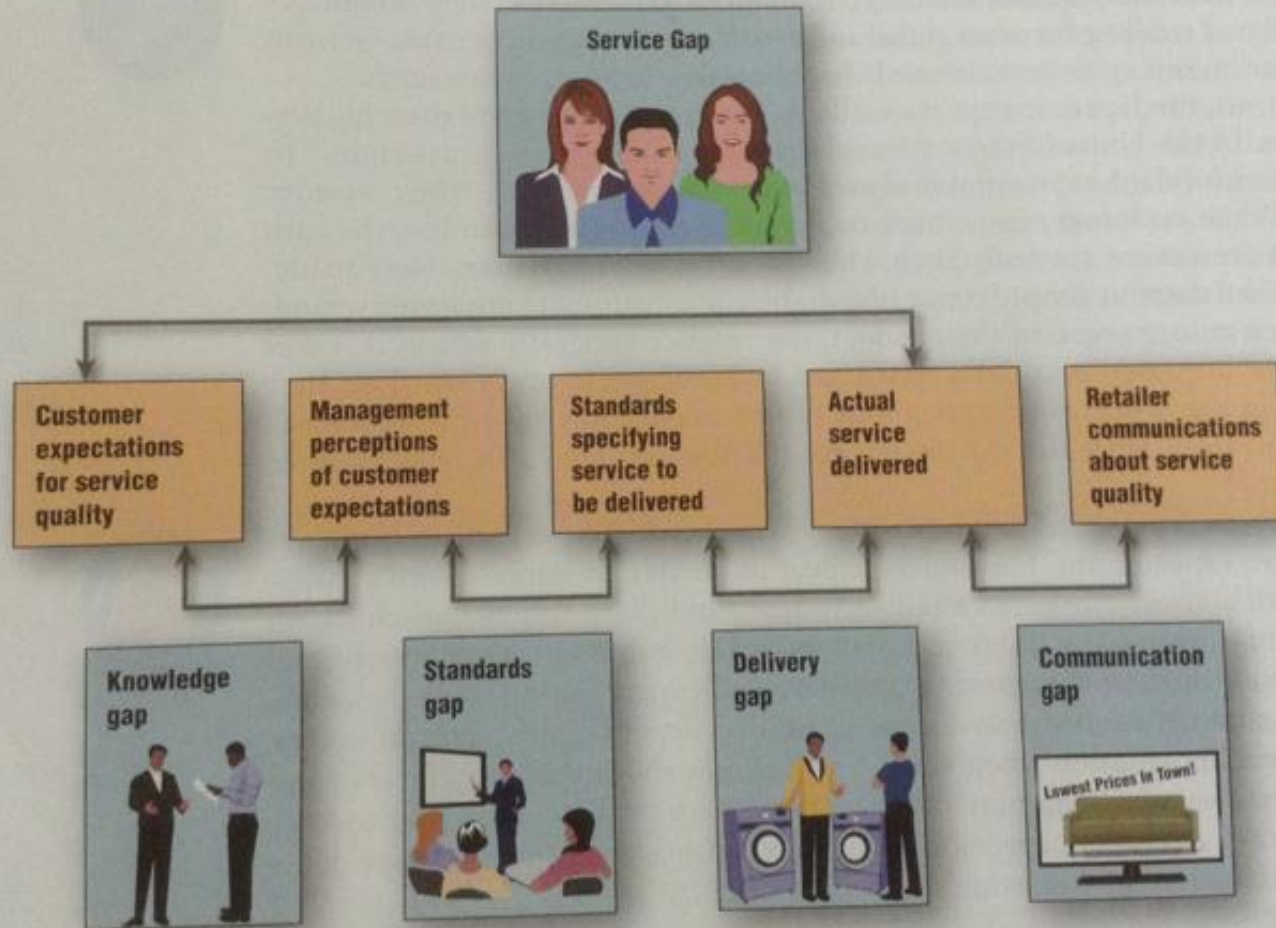 Service Gap
Customer
expectations
for service
quality
Management
perceptions
of customer
expectations
Standards
specifying
service to
be delivered
Actual
service
delivered
Retailer
communications
about service
quality
Knowledge
gap
Standards
gap
Delivery
gap
Communication
gap
Lowest Prices In Town!